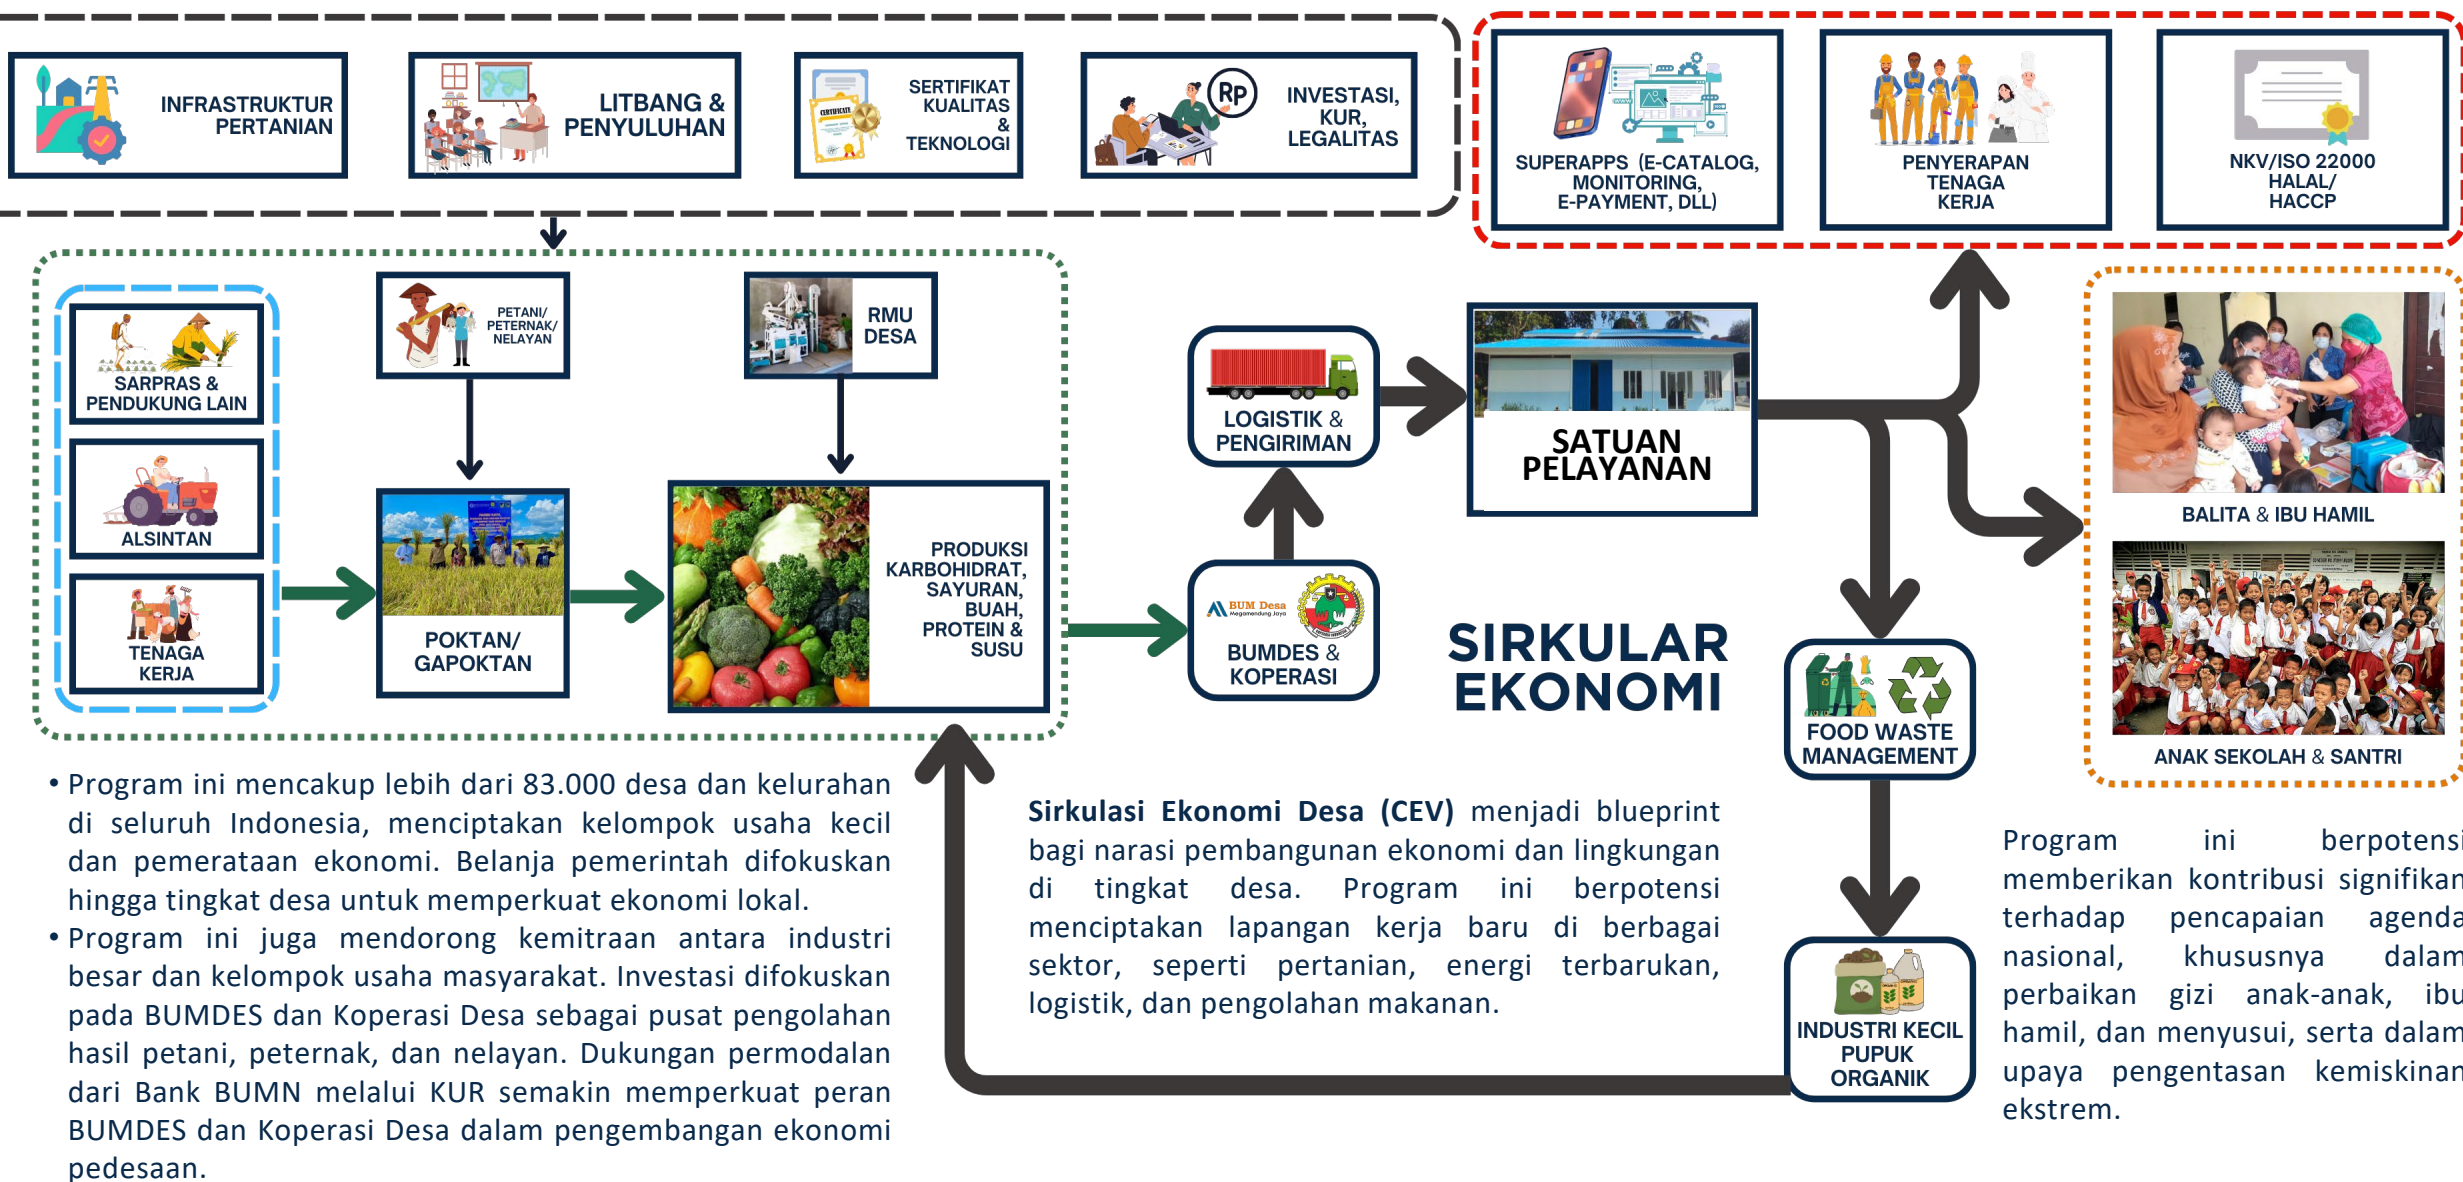 INFRASTRUKTUR
PERTANIAN
LITBANG &
PENYULUHAN
CERTIFICATE
SERTIFIKAT
KUALITAS
&
TEKNOLOGI
RP
INVESTASI,
KUR,
LEGALITAS
SUPERAPPS (E-CATALOG,
MONITORING,
E-PAYMENT, DLL)
PENYERAPAN
TENAGA
KERJA
NKV/ISO 22000
HALAL/
HACCP
SARPRAS &
PENDUKUNG LAIN
ALSINTAN
TENAGA
KERJA
PETANI/
PETERNAK/
NELAYAN
RMU
DESA
POKTAN/
GAPOKTAN
PRODUKSI
KARBOHIDRAT,
SAYURAN,
BUAH,
PROTEIN &
SUSU
LOGISTIK &
PENGIRIMAN
BUM Desa
Megamendung Jaya
BUMDES &
KOPERASI
SATUAN
PELAYANAN
SIRKULAR
EKONOMI
FOOD WASTE
MANAGEMENT
INDUSTRI KECIL
PUPUK
ORGANIK
BALITA & IBU HAMIL
ANAK SEKOLAH & SANTRI
• Program ini mencakup lebih dari 83.000 desa dan kelurahan
di seluruh Indonesia, menciptakan kelompok usaha kecil
dan pemerataan ekonomi. Belanja pemerintah difokuskan
hingga tingkat desa untuk memperkuat ekonomi lokal.
• Program ini juga mendorong kemitraan antara industri
besar dan kelompok usaha masyarakat. Investasi difokuskan
pada BUMDES dan Koperasi Desa sebagai pusat pengolahan
hasil petani, peternak, dan nelayan. Dukungan permodalan
dari Bank BUMN melalui KUR semakin memperkuat peran
BUMDES dan Koperasi Desa dalam pengembangan ekonomi
pedesaan.
Sirkulasi Ekonomi Desa (CEV) menjadi blueprint
bagi narasi pembangunan ekonomi dan lingkungan
di tingkat desa. Program ini berpotensi
menciptakan lapangan kerja baru di berbagai
sektor, seperti pertanian, energi terbarukan,
logistik, dan pengolahan makanan.
Program ini berpotensi
memberikan kontribusi signifikan
terhadap pencapaian agenda
nasional, khususnya dalam
perbaikan gizi anak-anak, ibu
hamil, dan menyusui, serta dalam
upaya pengentasan kemiskinan
ekstrem.